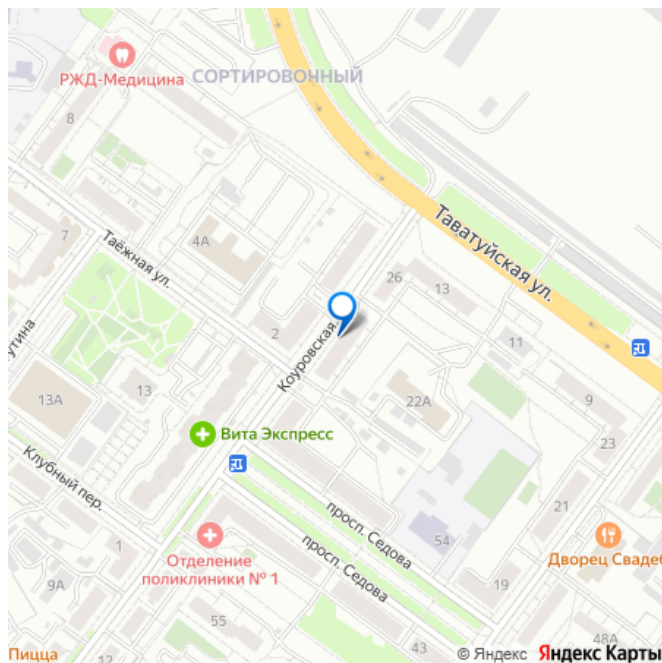 РЖД-Медицина
СОРТИРОВОЧНЫЙ
8
Таватуйская ул.
7
Таёжная ул.
4А
26
13
2
Коуровская
11
утина
13
13А
22А
9
Вита Экспресс
23
Клубный пер.
21
просп. Седова
54
1
Отделение
поликлиники № 1
просп. Седова
Дворец Свадеб
19
9А
55
48А
43
Пицца
12
© Яндекс Яндекс Карты